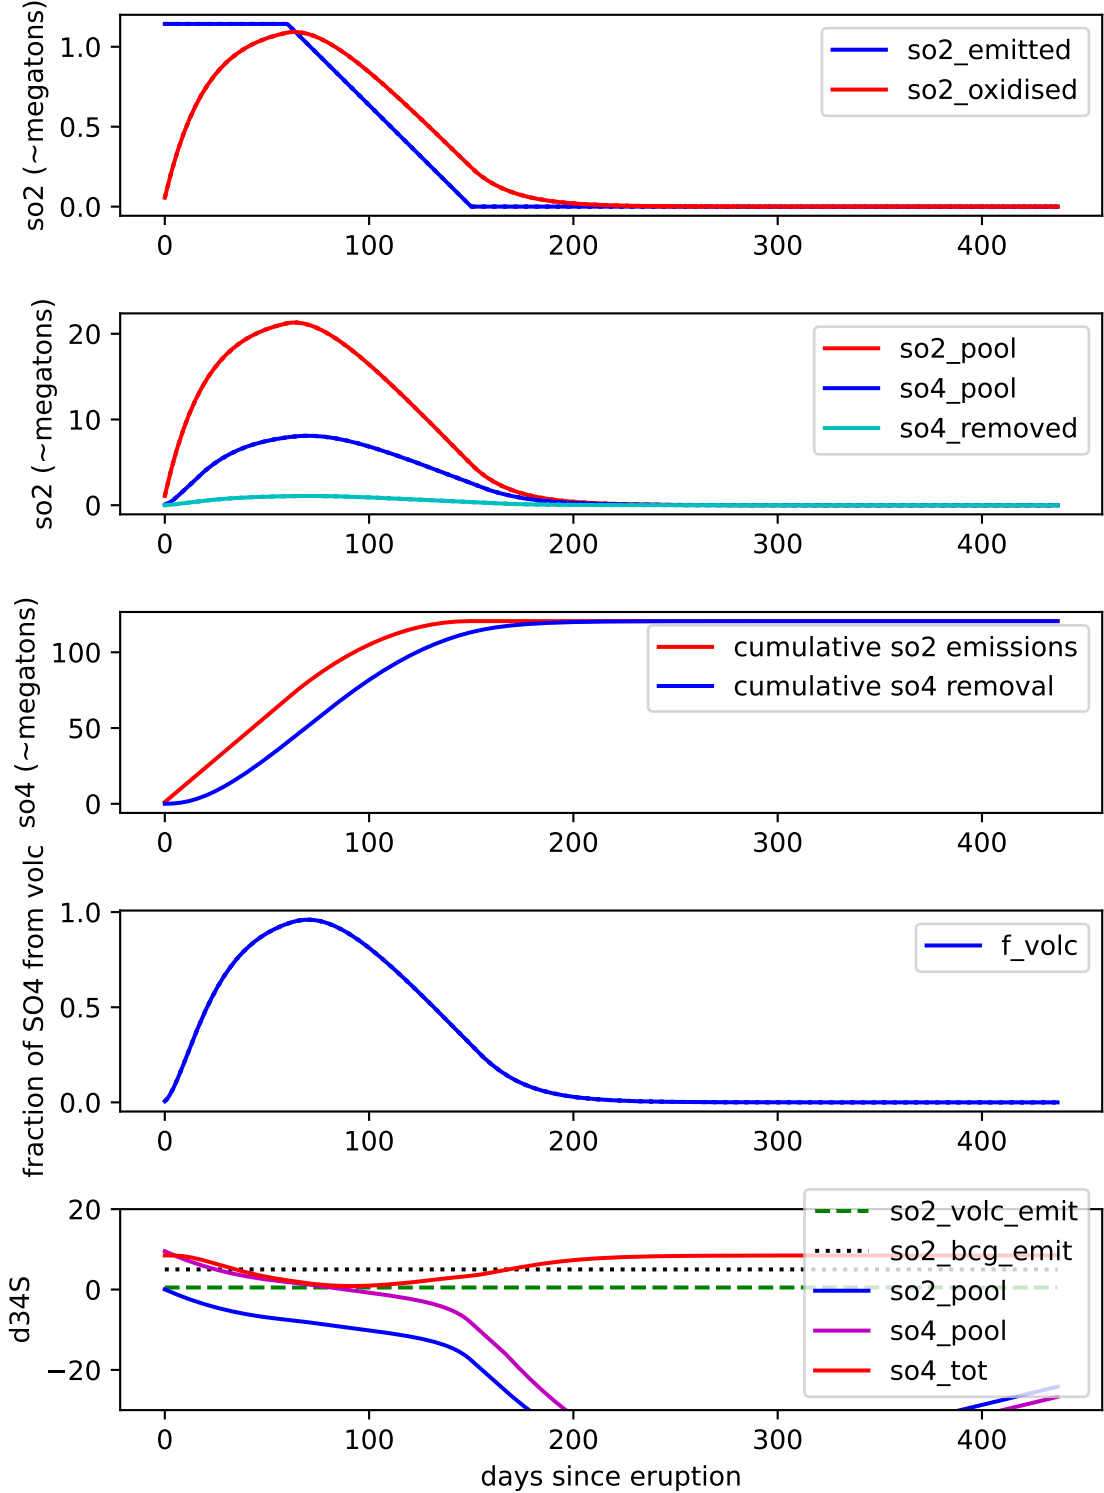 so2 (~megatons)
1.0
0.5
0.0
so2_emitted
so2_oxidised
0 100 200 300 400
so2 (~megatons)
20
10
0
so2_pool
so4_pool
so4_removed
0 100 200 300 400
so4 (~megatons)
100
50
0
cumulative so2 emissions
cumulative so4 removal
0 100 200 300 400
fraction of SO4 from volc
1.0
0.5
0.0
f_volc
0 100 200 300 400
d34S
20
0
−20
so2_volc_emit
so2_bcg_emit
so2_pool
so4_pool
so4_tot
0 100 200 300 400
days since eruption